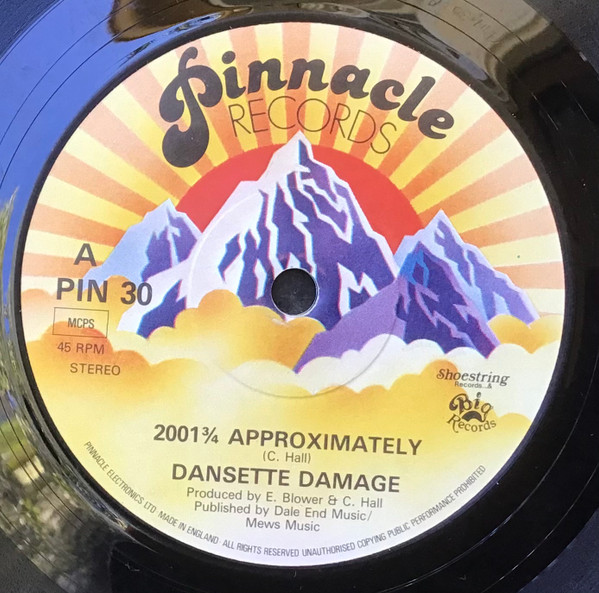 Pinnacle
RECORDS
A
PIN 30
MCPS
45 RPM
STEREO
Shoestring
Records &
Big
Records
2001¾ APPROXIMATELY
(C. Hall)
DANSETTE DAMAGE
Produced by E. Blower & C. Hall
Published by Dale End Music/
Mews Music
PINNACLE ELECTRONICS LTD · MADE IN ENGLAND · ALL RIGHTS RESERVED UNAUTHORISED COPYING PUBLIC PERFORMANCE PROHIBITED